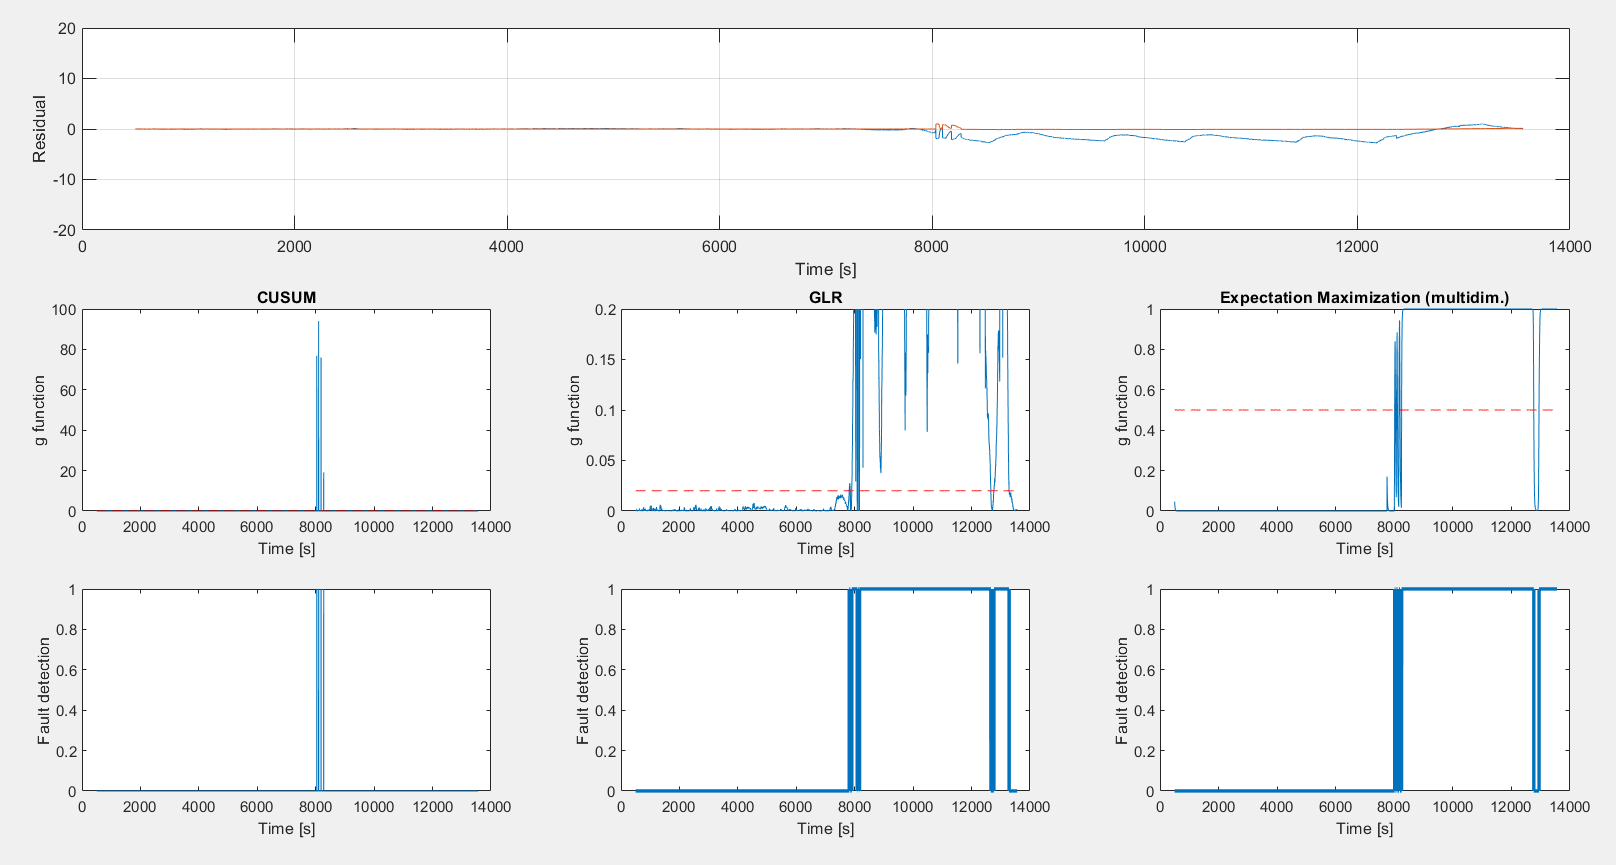 20
10
0
-10
-20
Residual
0 2000 4000 6000 8000 10000 12000 14000
Time [s]
CUSUM
100
80
60
40
20
0
g function
0 2000 4000 6000 8000 10000 12000 14000
Time [s]
GLR
0.2
0.15
0.1
0.05
0
g function
0 2000 4000 6000 8000 10000 12000 14000
Time [s]
Expectation Maximization (multidim.)
1
0.8
0.6
0.4
0.2
0
g function
0 2000 4000 6000 8000 10000 12000 14000
Time [s]
1
0.8
0.6
0.4
0.2
0
Fault detection
0 2000 4000 6000 8000 10000 12000 14000
Time [s]
1
0.8
0.6
0.4
0.2
0
Fault detection
0 2000 4000 6000 8000 10000 12000 14000
Time [s]
1
0.8
0.6
0.4
0.2
0
Fault detection
0 2000 4000 6000 8000 10000 12000 14000
Time [s]